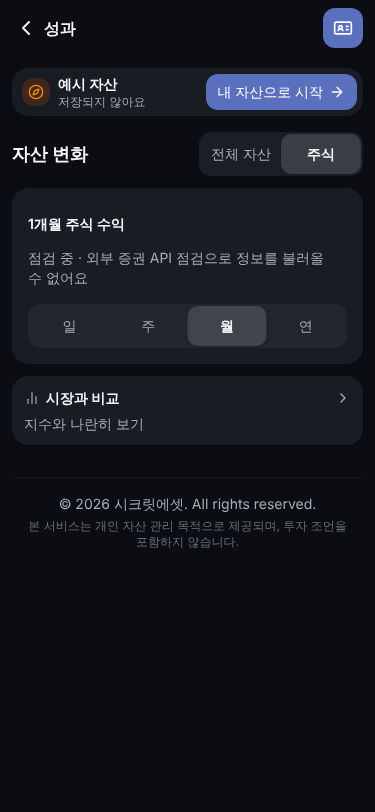 성과
예시 자산
저장되지 않아요
내 자산으로 시작
자산 변화
전체 자산
주식
1개월 주식 수익
점검 중 · 외부 증권 API 점검으로 정보를 불러올
수 없어요
일
주
월
연
시장과 비교
지수와 나란히 보기
© 2026 시크릿에셋. All rights reserved.
본 서비스는 개인 자산 관리 목적으로 제공되며, 투자 조언을
포함하지 않습니다.